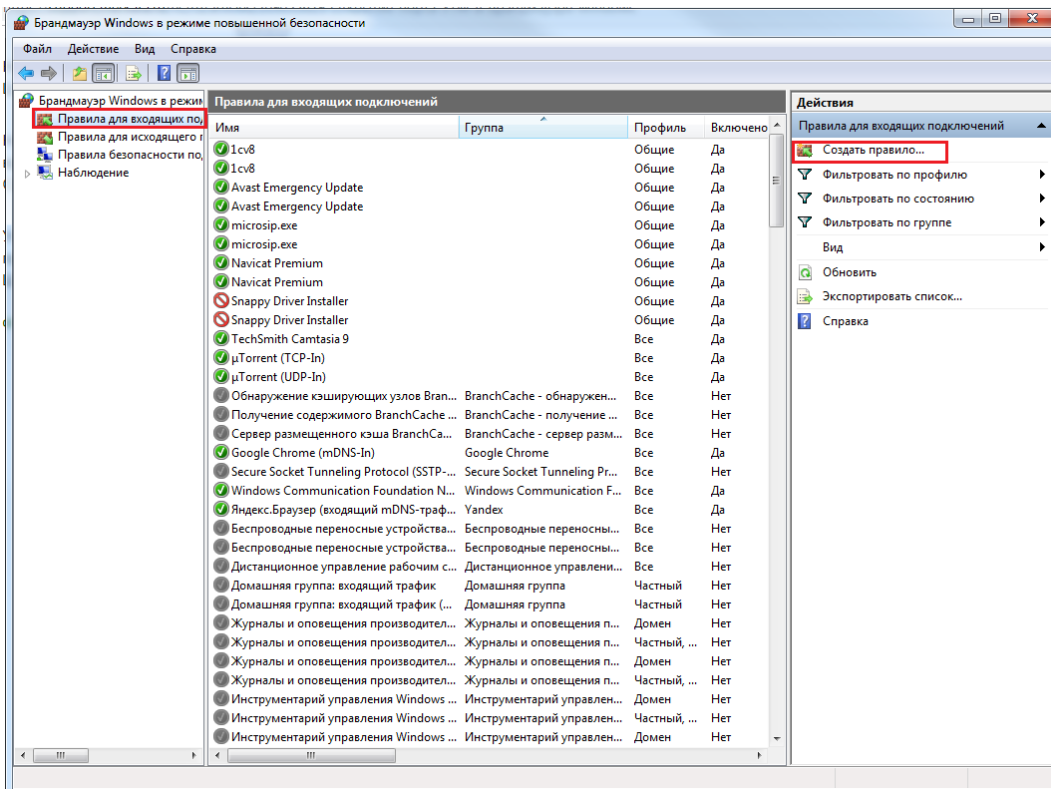 Брандмауэр Windows в режиме повышенной безопасности
Файл Действие Вид Справка
Брандмауэр Windows в режим
Правила для входящих по,
Правила для исходящего г
Правила безопасности по,
Наблюдение
Правила для входящих подключений
Имя Группа Профиль Включено
1cv8 Общие Да
1cv8 Общие Да
Avast Emergency Update Общие Да
Avast Emergency Update Общие Да
microsip.exe Общие Да
microsip.exe Общие Да
Navicat Premium Общие Да
Navicat Premium Общие Да
Snappy Driver Installer Общие Да
Snappy Driver Installer Общие Да
TechSmith Camtasia 9 Все Да
µTorrent (TCP-In) Все Да
µTorrent (UDP-In) Все Да
Обнаружение кэширующих узлов Bran... BranchCache - обнаружен... Все Нет
Получение содержимого BranchCache ... BranchCache - получение ... Все Нет
Сервер размещенного кэша BranchCa... BranchCache - сервер разм... Все Нет
Google Chrome (mDNS-In) Google Chrome Все Да
Secure Socket Tunneling Protocol (SSTP-... Secure Socket Tunneling Pr... Все Нет
Windows Communication Foundation N... Windows Communication F... Все Да
Яндекс.Браузер (входящий mDNS-траф... Yandex Все Да
Беспроводные переносные устройства... Беспроводные переносны... Все Нет
Беспроводные переносные устройства... Беспроводные переносны... Все Нет
Дистанционное управление рабочим с... Дистанционное управлени... Все Нет
Домашняя группа: входящий трафик Домашняя группа Частный Нет
Домашняя группа: входящий трафик (... Домашняя группа Частный Нет
Журналы и оповещения производител... Журналы и оповещения п... Домен Нет
Журналы и оповещения производител... Журналы и оповещения п... Частный, ... Нет
Журналы и оповещения производител... Журналы и оповещения п... Домен Нет
Журналы и оповещения производител... Журналы и оповещения п... Частный, ... Нет
Инструментарий управления Windows ... Инструментарий управлен... Домен Нет
Инструментарий управления Windows ... Инструментарий управлен... Частный, ... Нет
Инструментарий управления Windows ... Инструментарий управлен... Домен Нет
Действия
Правила для входящих подключений
Создать правило...
Фильтровать по профилю
Фильтровать по состоянию
Фильтровать по группе
Вид
Обновить
Экспортировать список...
Справка